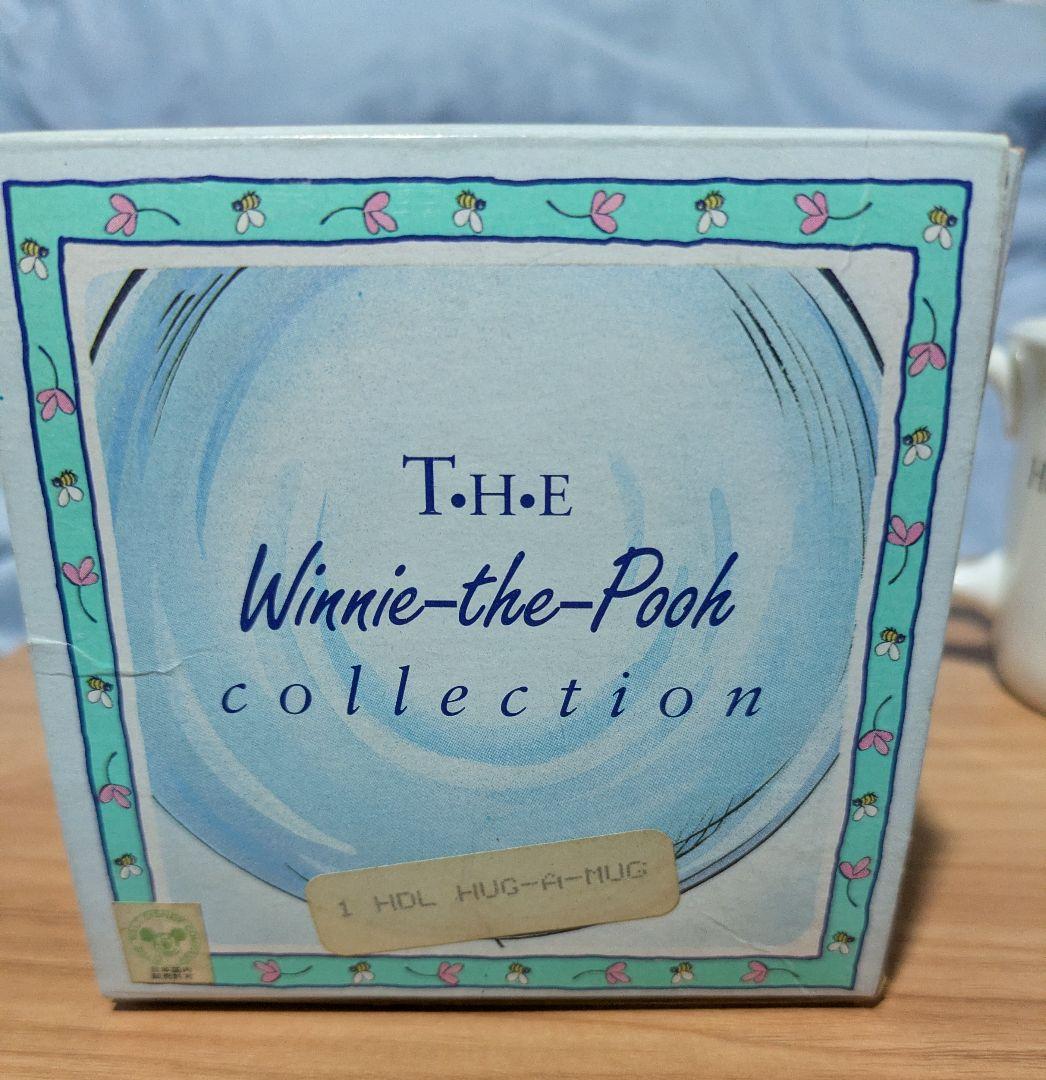 T•H•E
Winnie-the-Pooh
collection
1 HDL HUG-A-MUG